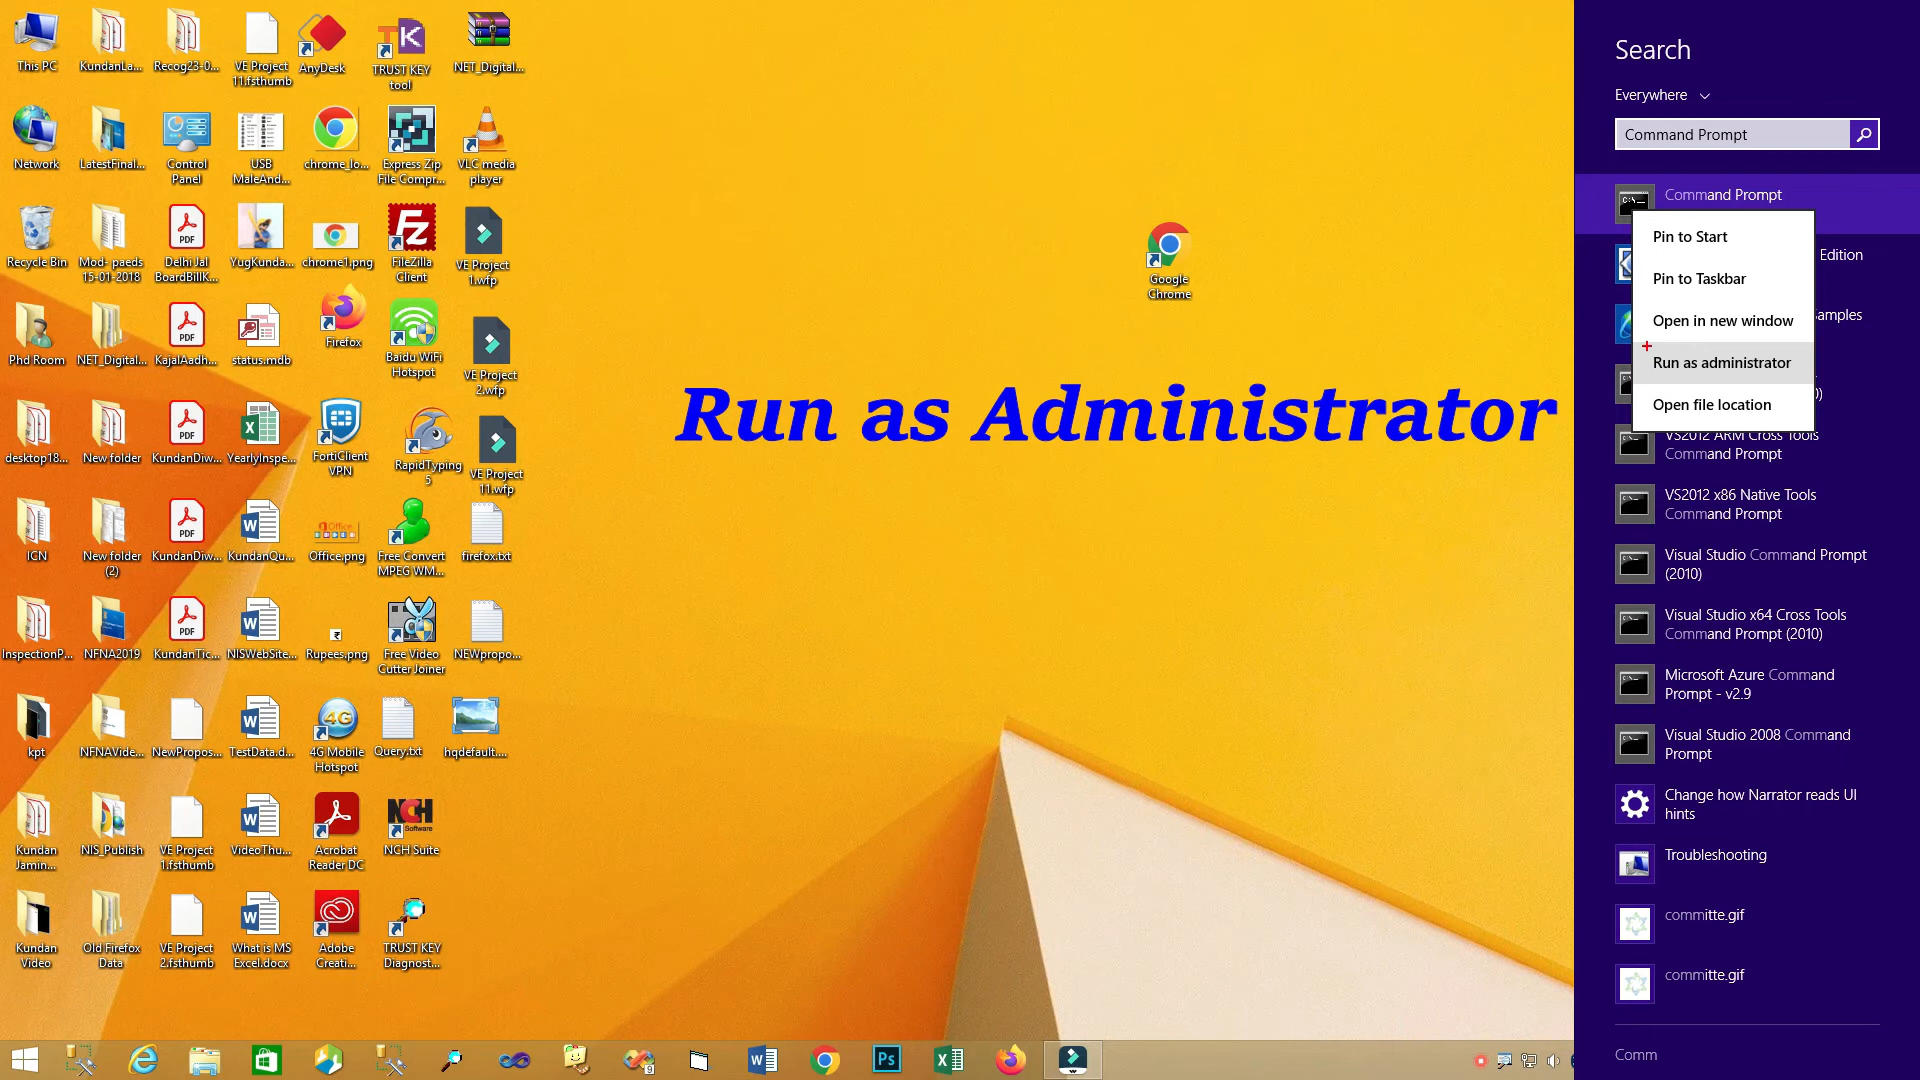 This PC
KundanLa...
Recog23-0...
VE Project
11.fsthumb
AnyDesk
TRUST KEY
tool
NET_Digital...
Network
LatestFinal...
Control
Panel
USB
MaleAnd...
chrome_lo...
Express Zip
File Compr...
VLC media
player
Recycle Bin
Mod- paeds
15-01-2018
Delhi Jal
BoardBillK...
YugKunda...
chrome1.png
FileZilla
Client
VE Project
1.wfp
Google
Chrome
Phd Room
NET_Digital...
KajalAadh...
status.mdb
Firefox
Baidu WiFi
Hotspot
VE Project
2.wfp
Run as Administrator
desktop18...
New folder
KundanDiw...
YearlyInspe...
FortiClient
VPN
RapidTyping
5
VE Project
11.wfp
ICN
New folder
(2)
KundanDiw...
KundanQu...
Office.png
Free Convert
MPEG WM...
firefox.txt
InspectionP...
NFNA2019
KundanTic...
NISWebSite...
Rupees.png
Free Video
Cutter Joiner
NEWpropo...
kpt
NFNAVide...
NewPropos...
TestData.d...
4G Mobile
Hotspot
Query.txt
hqdefault....
Kundan
Jamin...
NIS_Publish
VE Project
1.fsthumb
VideoThu...
Acrobat
Reader DC
NCH Suite
Kundan
Video
Old Firefox
Data
VE Project
2.fsthumb
What is MS
Excel.docx
Adobe
Creati...
TRUST KEY
Diagnost...
Search
Everywhere
Command Prompt
Command Prompt
Pin to Start
Pin to Taskbar
Open in new window
Run as administrator
Open file location
Edition
VS2012 ARM Cross Tools
Command Prompt
VS2012 x86 Native Tools
Command Prompt
Visual Studio Command Prompt
(2010)
Visual Studio x64 Cross Tools
Command Prompt (2010)
Microsoft Azure Command
Prompt - v2.9
Visual Studio 2008 Command
Prompt
Change how Narrator reads UI
hints
Troubleshooting
committe.gif
committe.gif
Comm